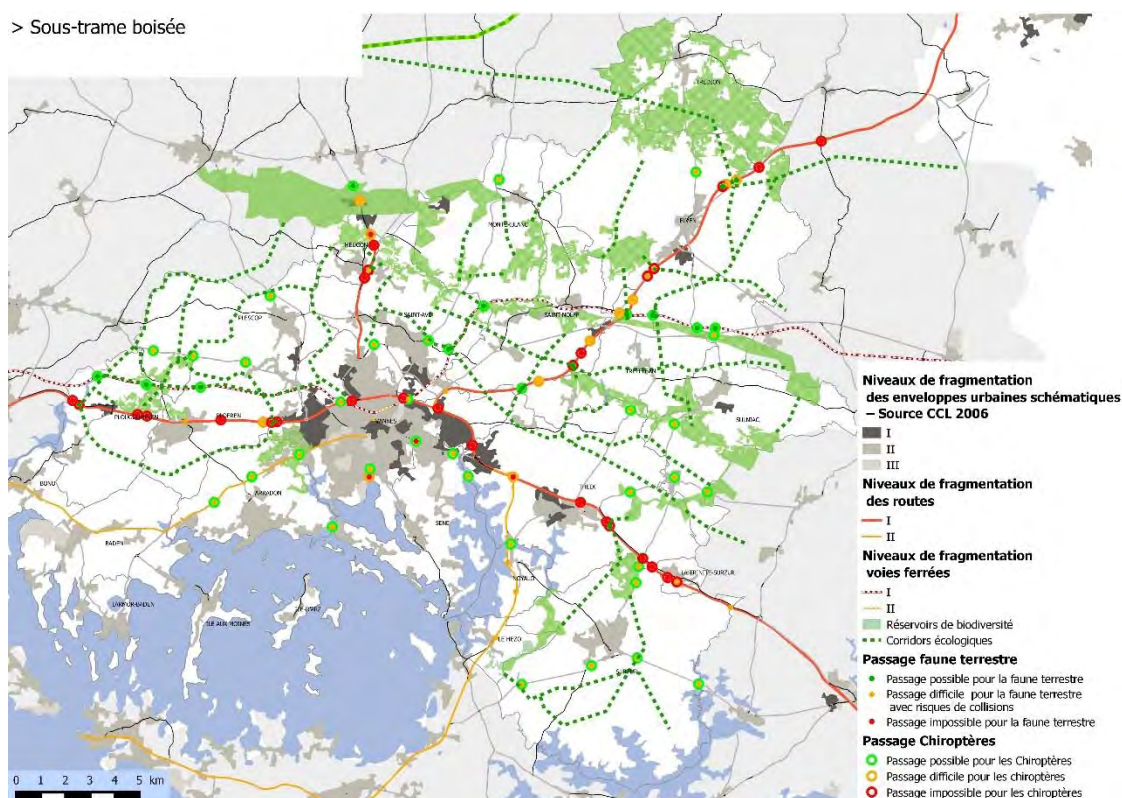 > Sous-trame boisée
TREDION
ELVEN
MONTERBLANC
MEUCON
PLESCOP
SAINT-AVE
SAINT-NOLFF
TREFFLEAN
SULNIAC
PLOEREN
VANNES
BONO
ARRADON
THEIX
BADEN
SENE
NOYALO
LARMOR-BADEN
ILE AUX MOINES
LE HEZO
SURZUR
0 1 2 3 4 5 km
Niveaux de fragmentation
des enveloppes urbaines schématiques
– Source CCL 2006
I
II
III
Niveaux de fragmentation
des routes
I
II
Niveaux de fragmentation
voies ferrées
I
II
Réservoirs de biodiversité
Corridors écologiques
Passage faune terrestre
Passage possible pour la faune terrestre
Passage difficile pour la faune terrestre
avec risques de collisions
Passage impossible pour la faune terrestre
Passage Chiroptères
Passage possible pour les Chiroptères
Passage difficile pour les chiroptères
Passage impossible pour les chiroptères